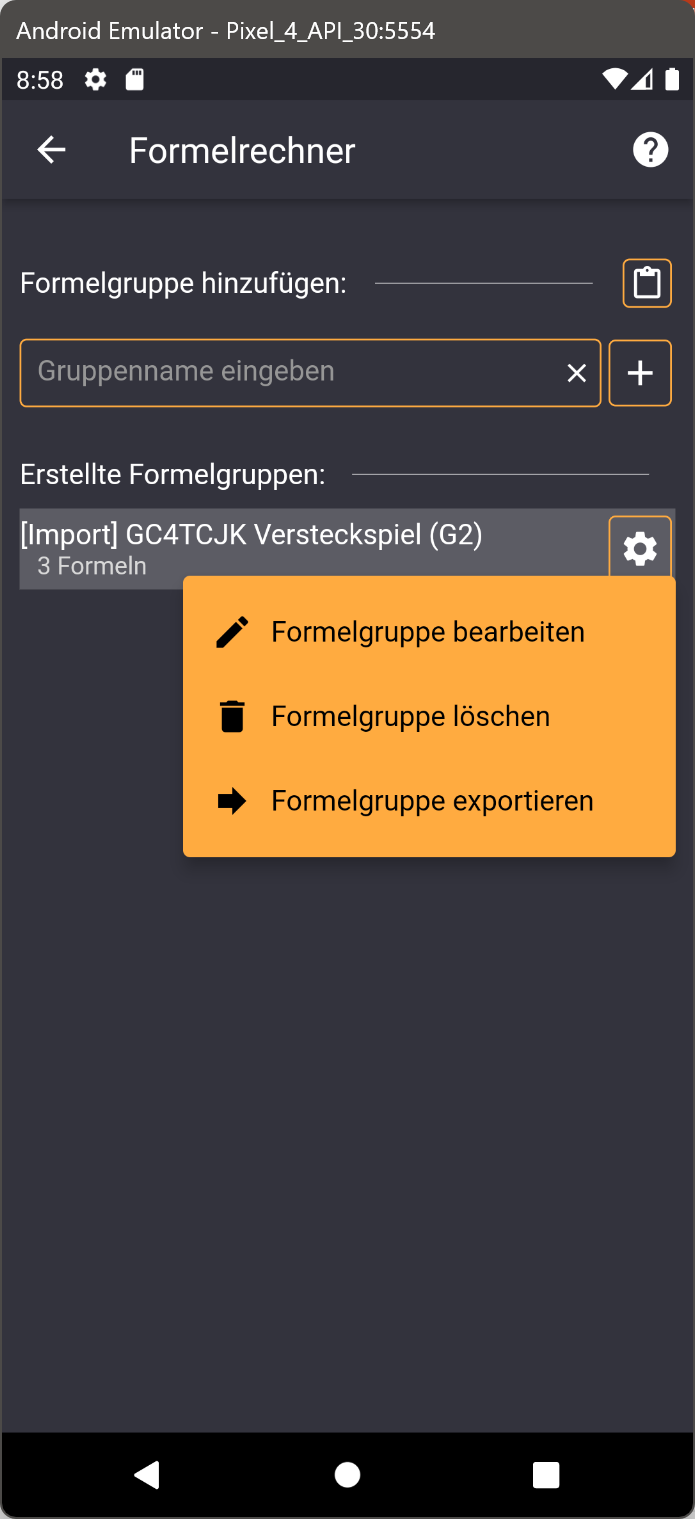 Android Emulator - Pixel_4_API_30:5554
8:58
Formelrechner
Formelgruppe hinzufügen:
Gruppenname eingeben
Erstellte Formelgruppen:
[Import] GC4TCJK Versteckspiel (G2)
3 Formeln
Formelgruppe bearbeiten
Formelgruppe löschen
Formelgruppe exportieren